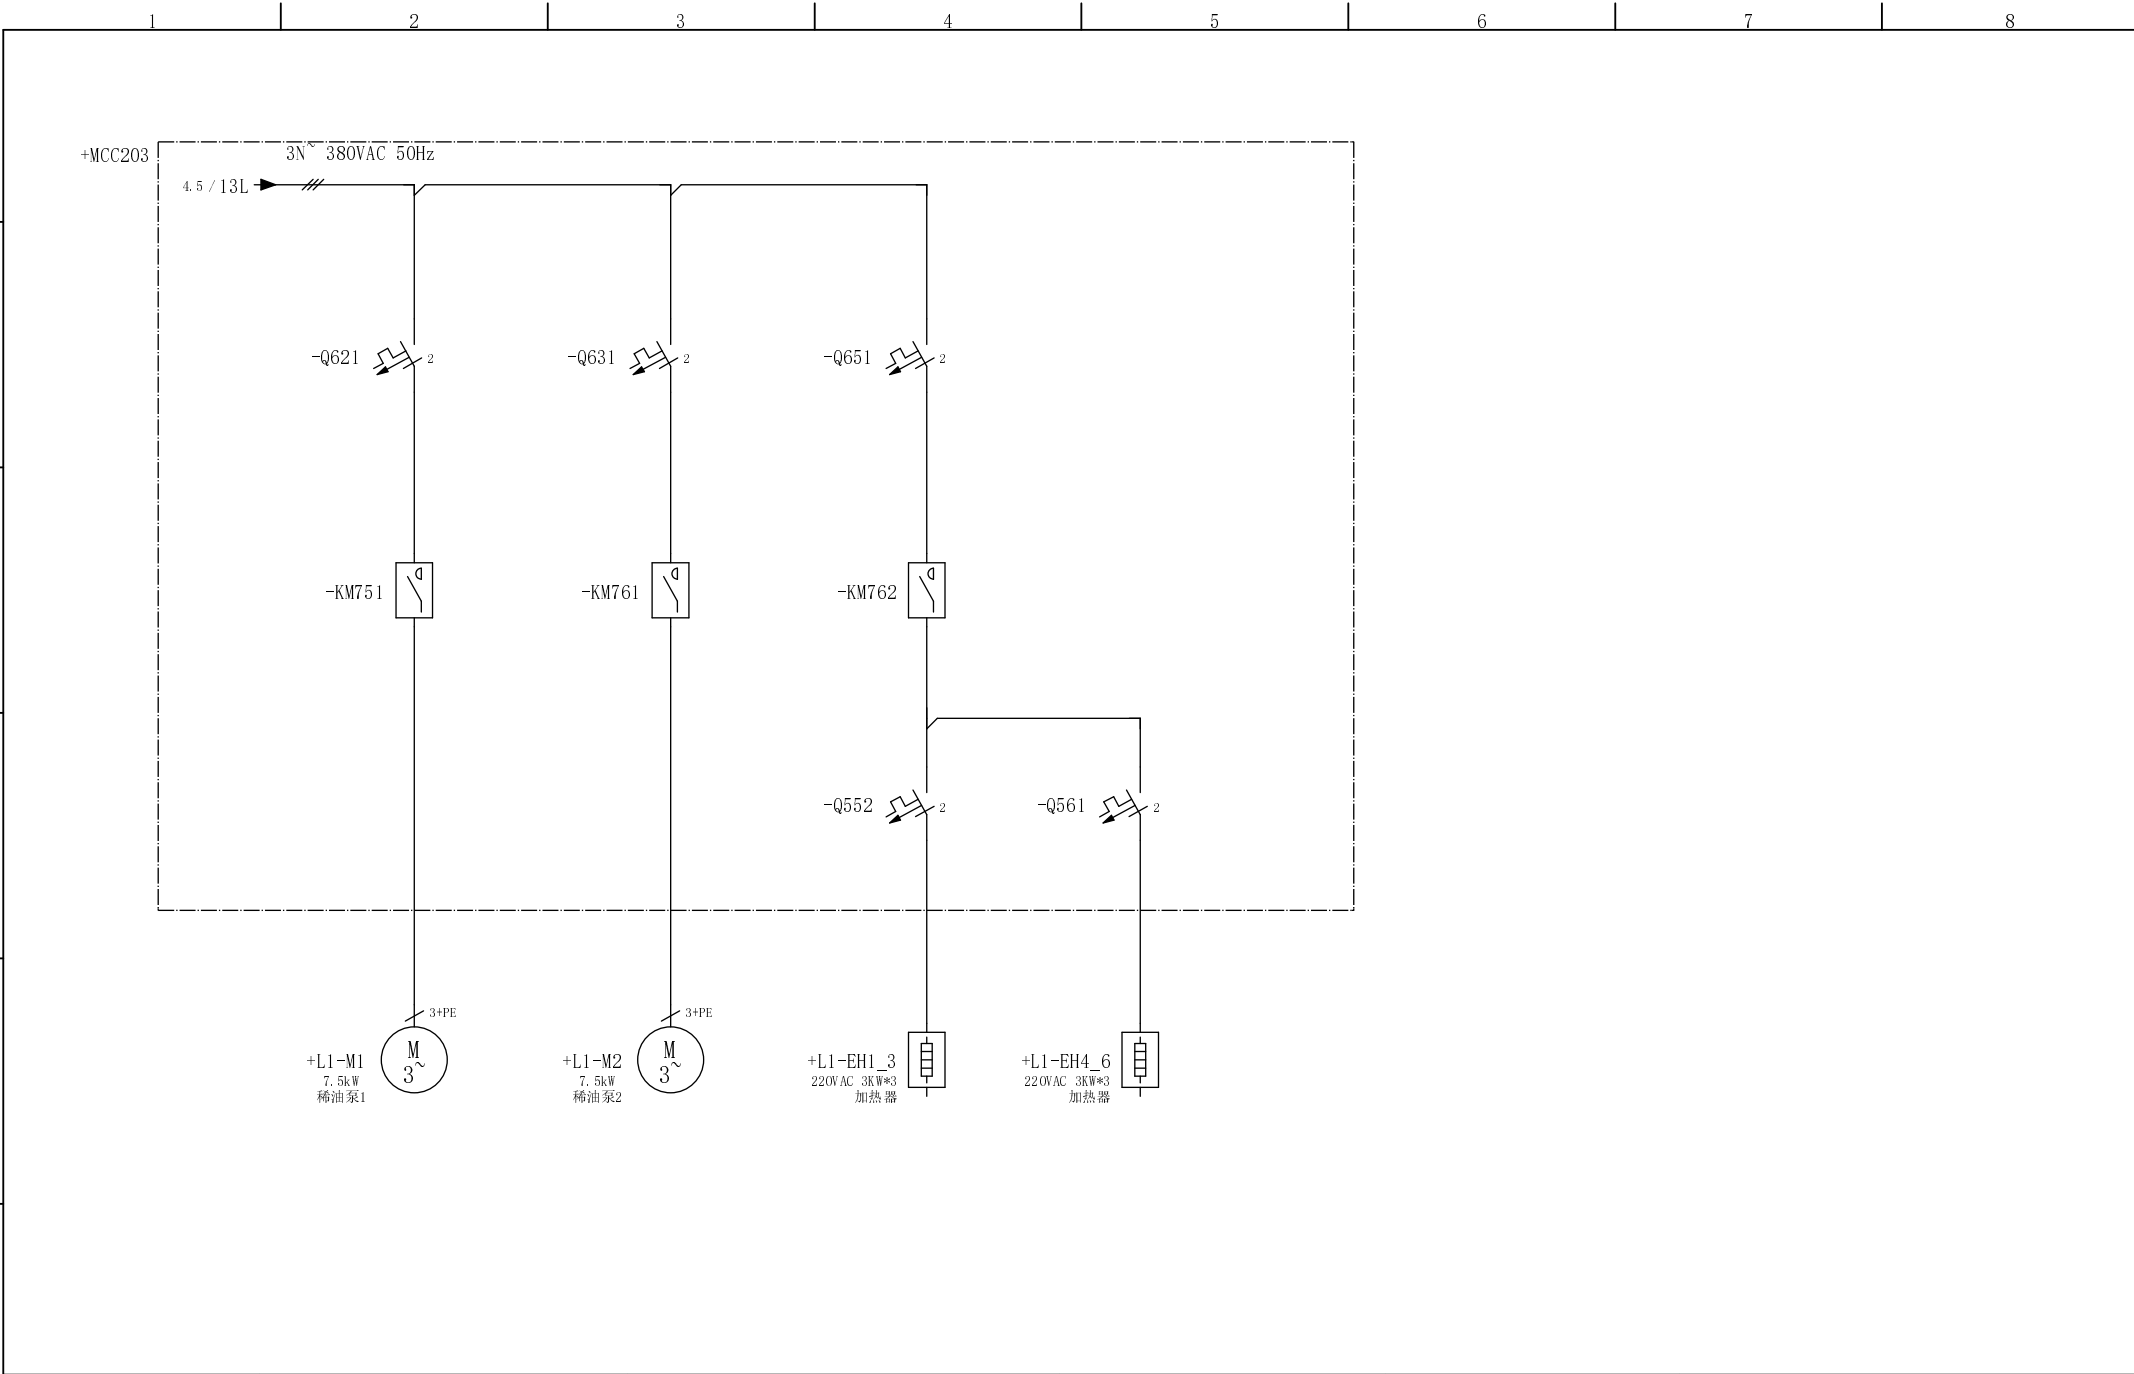 1 2 3 4 5 6 7 8
+MCC203
3N~ 380VAC 50Hz
4.5/13L
-Q621 2
-Q631 2
-Q651 2
-KM751
-KM761
-KM762
-Q552 2
-Q561 2
3+PE
3+PE
+L1-M1
7.5kW
稀油泵1
M
3~
+L1-M2
7.5kW
稀油泵2
M
3~
+L1-EH1_3
220VAC 3KW*3
加热器
+L1-EH4_6
220VAC 3KW*3
加热器